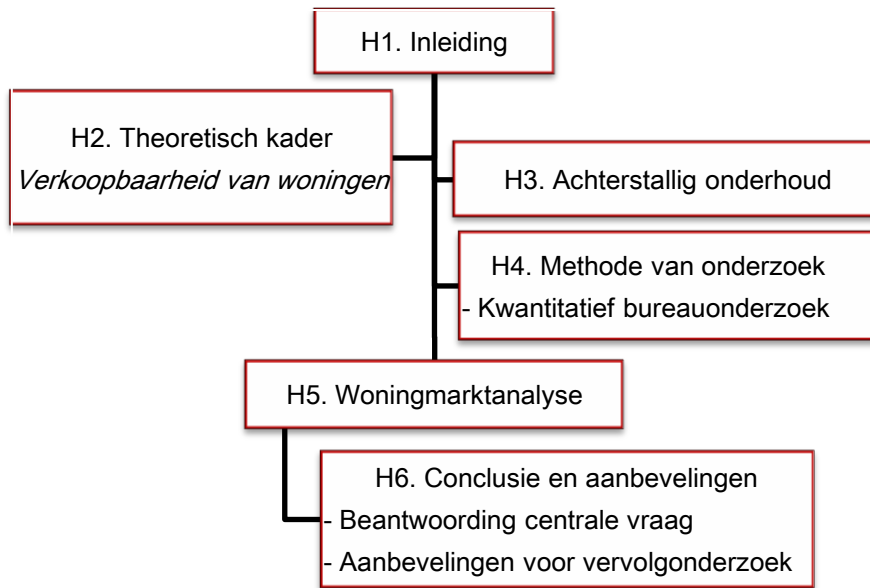 H1. Inleiding
H2. Theoretisch kader
Verkoopbaarheid van woningen
H3. Achterstallig onderhoud
H4. Methode van onderzoek
- Kwantitatief bureauonderzoek
H5. Woningmarktanalyse
H6. Conclusie en aanbevelingen
- Beantwoording centrale vraag
- Aanbevelingen voor vervolgonderzoek